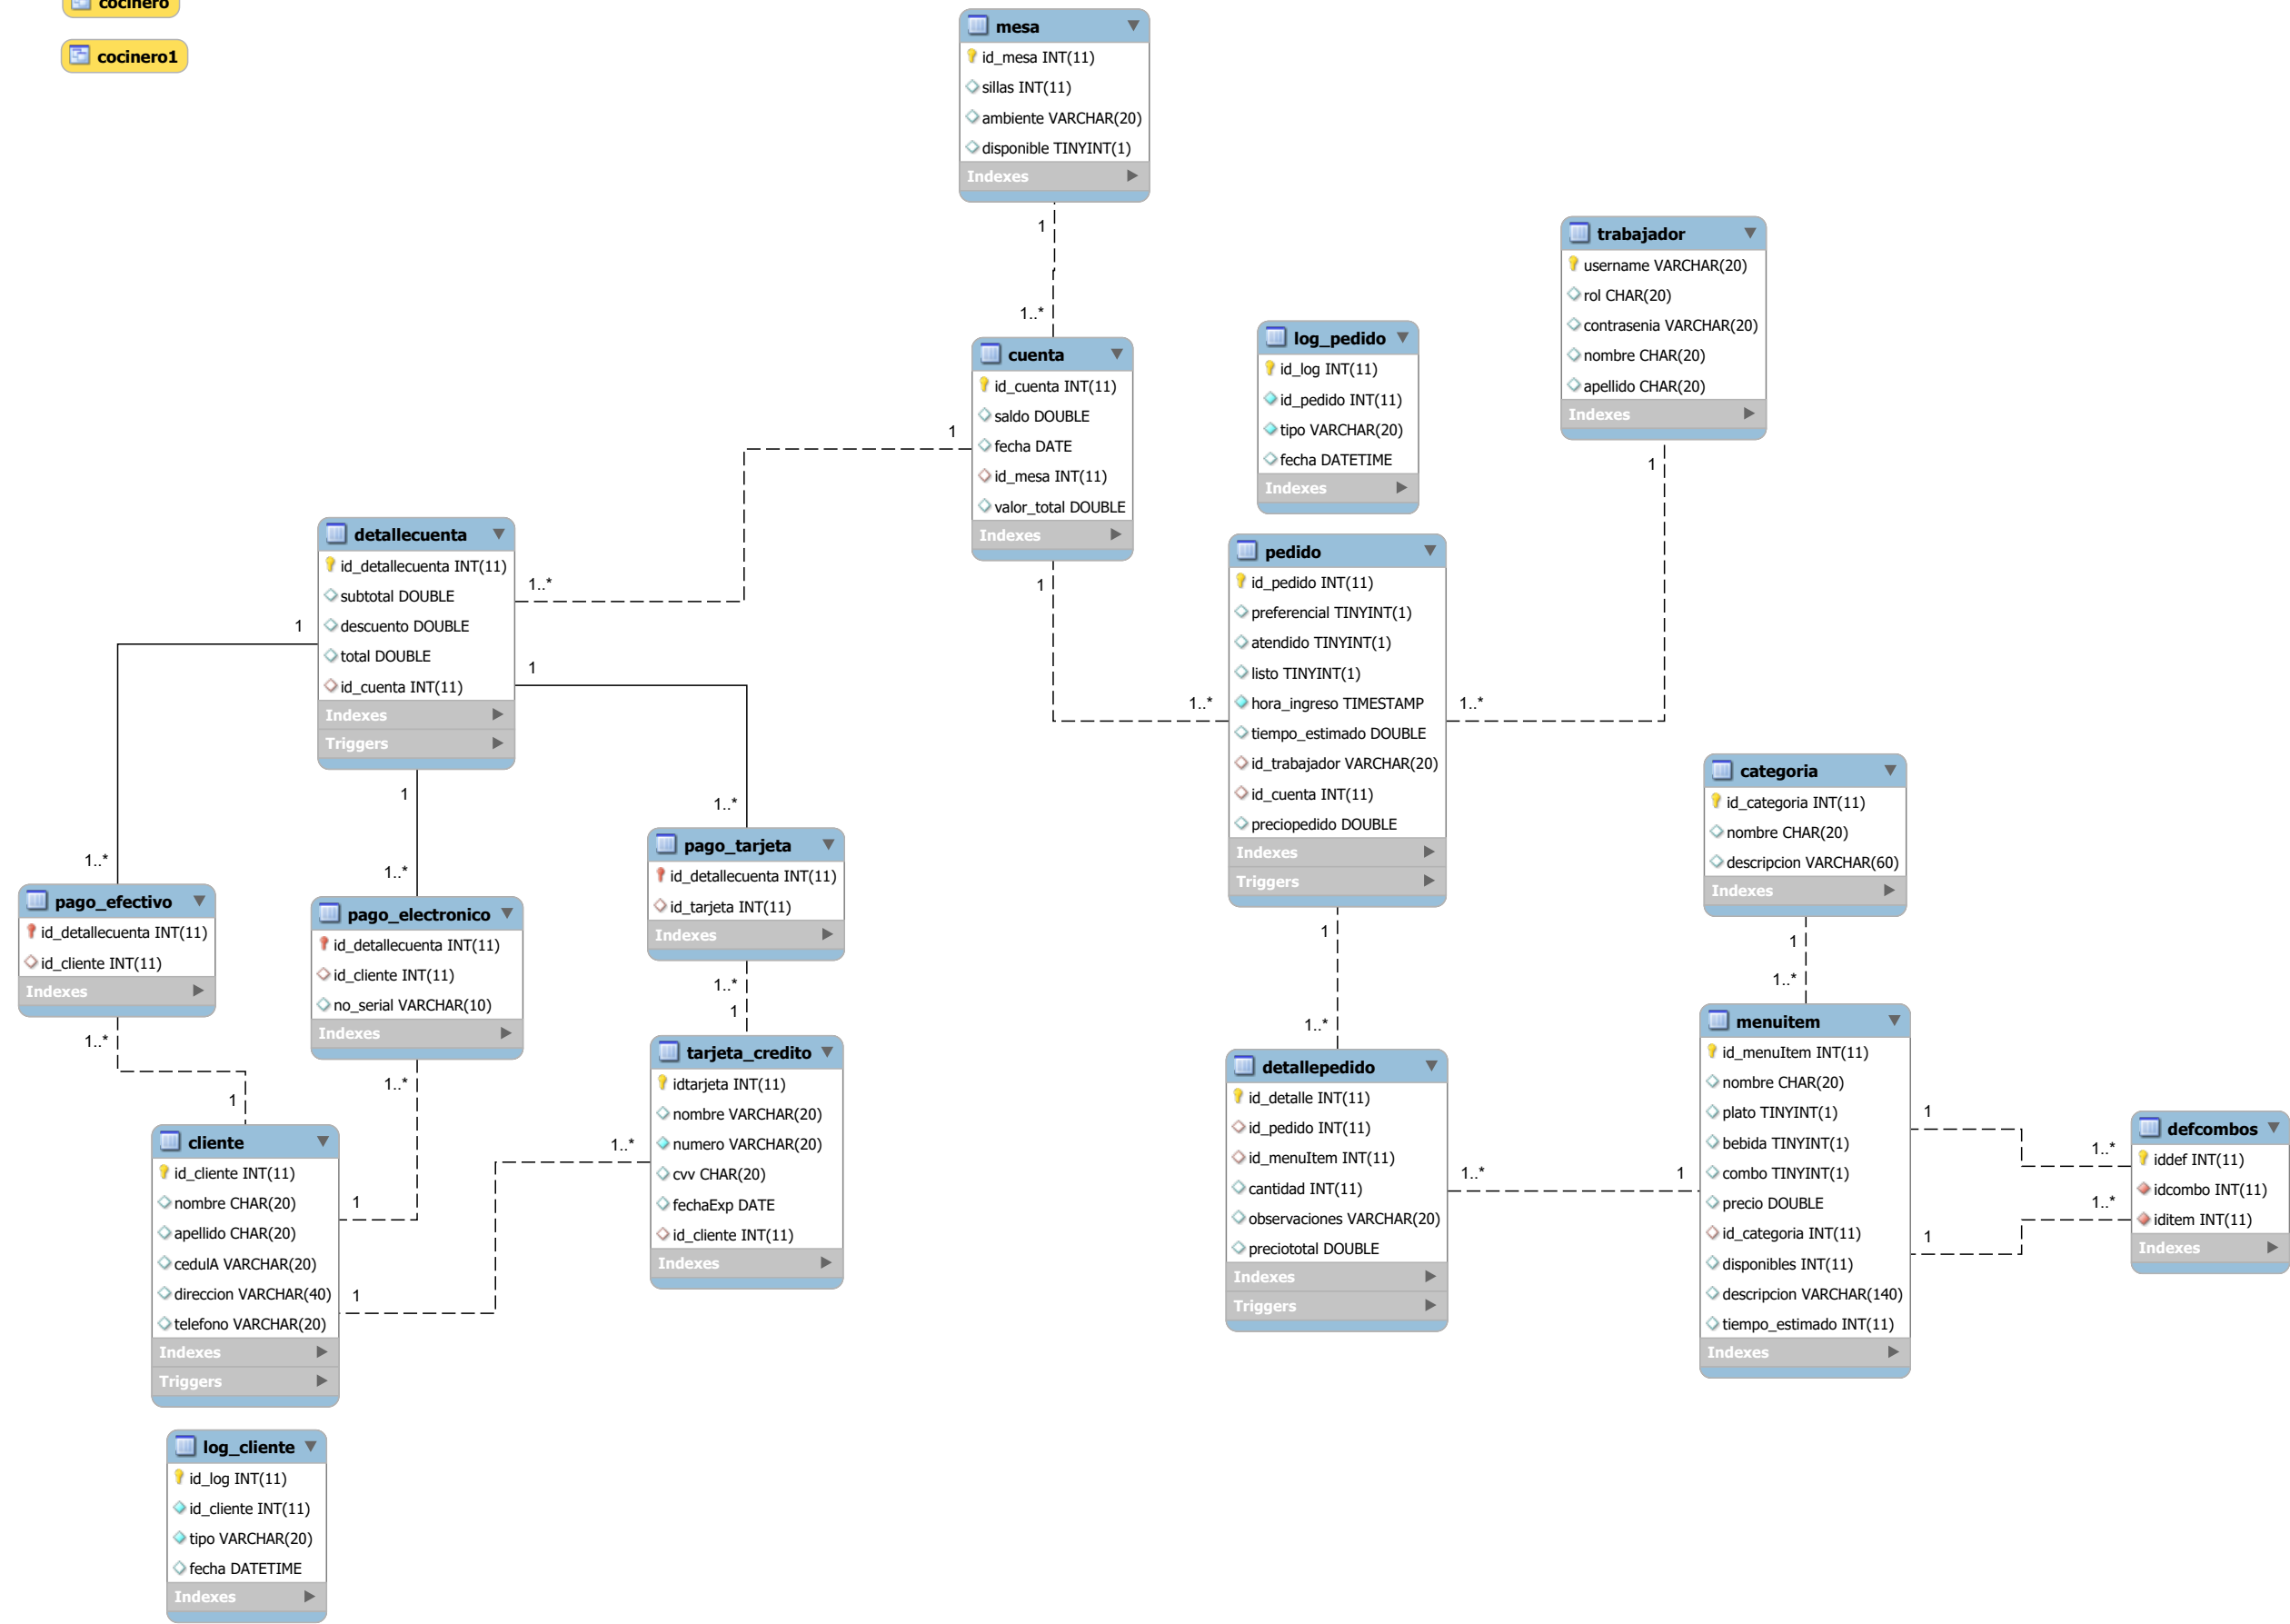 cocinero
cocinero1
mesa
id_mesa INT(11)
sillas INT(11)
ambiente VARCHAR(20)
disponible TINYINT(1)
Indexes
1
1..*
trabajador
username VARCHAR(20)
rol CHAR(20)
contrasenia VARCHAR(20)
nombre CHAR(20)
apellido CHAR(20)
Indexes
1
1..*
log_pedido
id_log INT(11)
id_pedido INT(11)
tipo VARCHAR(20)
fecha DATETIME
Indexes
cuenta
id_cuenta INT(11)
saldo DOUBLE
fecha DATE
id_mesa INT(11)
valor_total DOUBLE
Indexes
1
1..*
1
1..*
detallecuenta
id_detallecuenta INT(11)
subtotal DOUBLE
descuento DOUBLE
total DOUBLE
id_cuenta INT(11)
Indexes
Triggers
1
1..*
1
1..*
1
1..*
pedido
id_pedido INT(11)
preferencial TINYINT(1)
atendido TINYINT(1)
listo TINYINT(1)
hora_ingreso TIMESTAMP
tiempo_estimado DOUBLE
id_trabajador VARCHAR(20)
id_cuenta INT(11)
preciopedido DOUBLE
Indexes
Triggers
1
1..*
categoria
id_categoria INT(11)
nombre CHAR(20)
descripcion VARCHAR(60)
Indexes
1
1..*
pago_efectivo
id_detallecuenta INT(11)
id_cliente INT(11)
Indexes
1..*
1
pago_electronico
id_detallecuenta INT(11)
id_cliente INT(11)
no_serial VARCHAR(10)
Indexes
1..*
1
pago_tarjeta
id_detallecuenta INT(11)
id_tarjeta INT(11)
Indexes
1..*
1
tarjeta_credito
idtarjeta INT(11)
nombre VARCHAR(20)
numero VARCHAR(20)
cvv CHAR(20)
fechaExp DATE
id_cliente INT(11)
Indexes
1..*
1
cliente
id_cliente INT(11)
nombre CHAR(20)
apellido CHAR(20)
cedulA VARCHAR(20)
direccion VARCHAR(40)
telefono VARCHAR(20)
Indexes
Triggers
detallepedido
id_detalle INT(11)
id_pedido INT(11)
id_menuItem INT(11)
cantidad INT(11)
observaciones VARCHAR(20)
preciototal DOUBLE
Indexes
Triggers
1..*
1
menuitem
id_menuItem INT(11)
nombre CHAR(20)
plato TINYINT(1)
bebida TINYINT(1)
combo TINYINT(1)
precio DOUBLE
id_categoria INT(11)
disponibles INT(11)
descripcion VARCHAR(140)
tiempo_estimado INT(11)
Indexes
1
1..*
1
1..*
defcombos
iddef INT(11)
idcombo INT(11)
iditem INT(11)
Indexes
log_cliente
id_log INT(11)
id_cliente INT(11)
tipo VARCHAR(20)
fecha DATETIME
Indexes